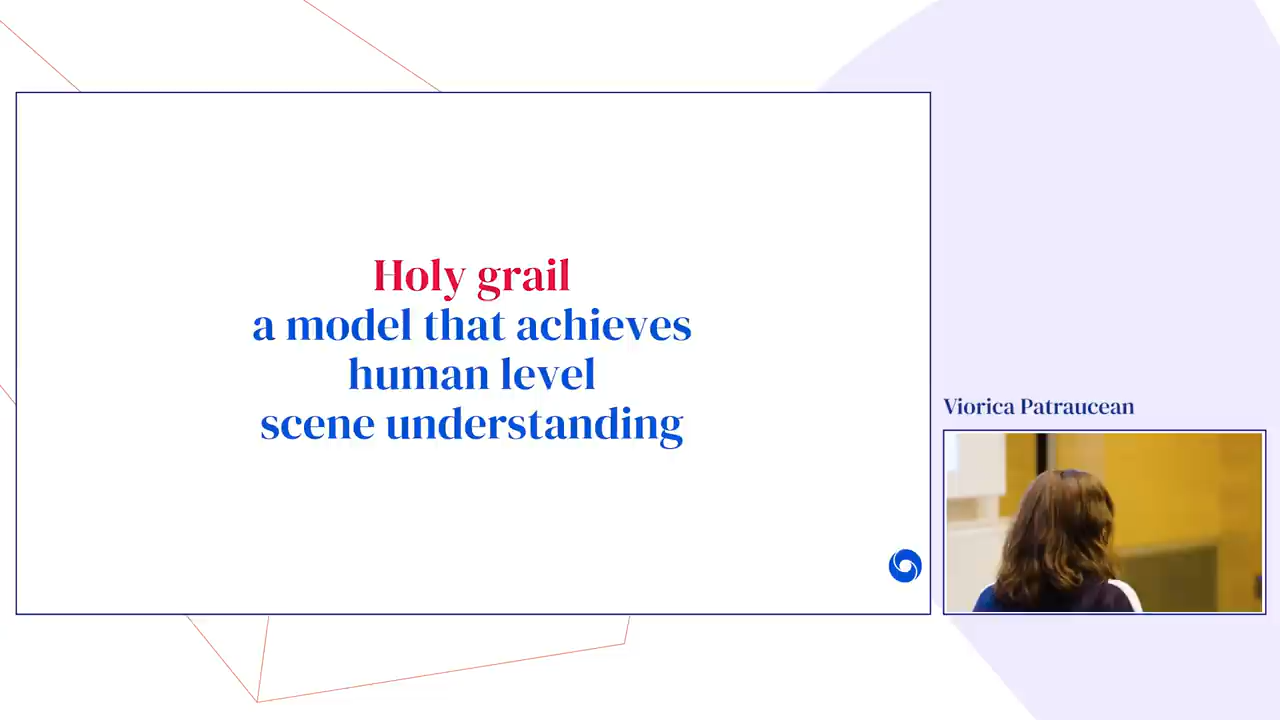 Holy grail
a model that achieves
human level
scene understanding
Viorica Patraucean